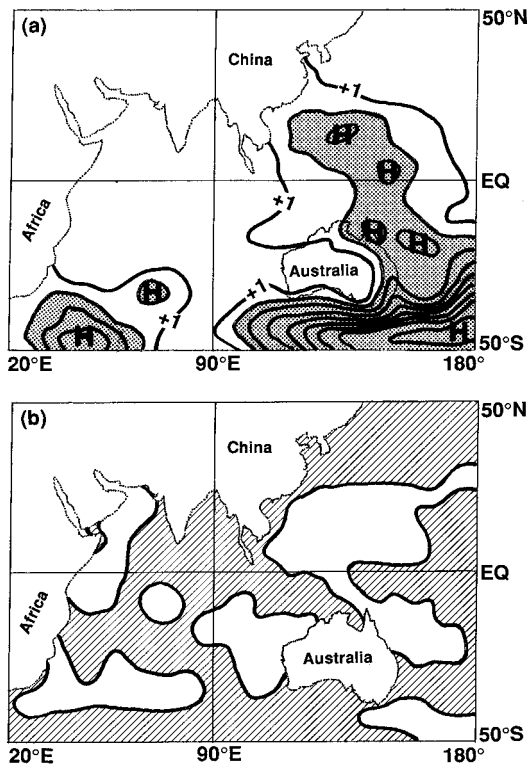 (a)
50°N
China
+1
H
H
+1
EQ
Africa
H
H
Australia
H
+1
+1
H
H
50°S
20°E
90°E
180°
(b)
50°N
China
EQ
Africa
Australia
50°S
20°E
90°E
180°